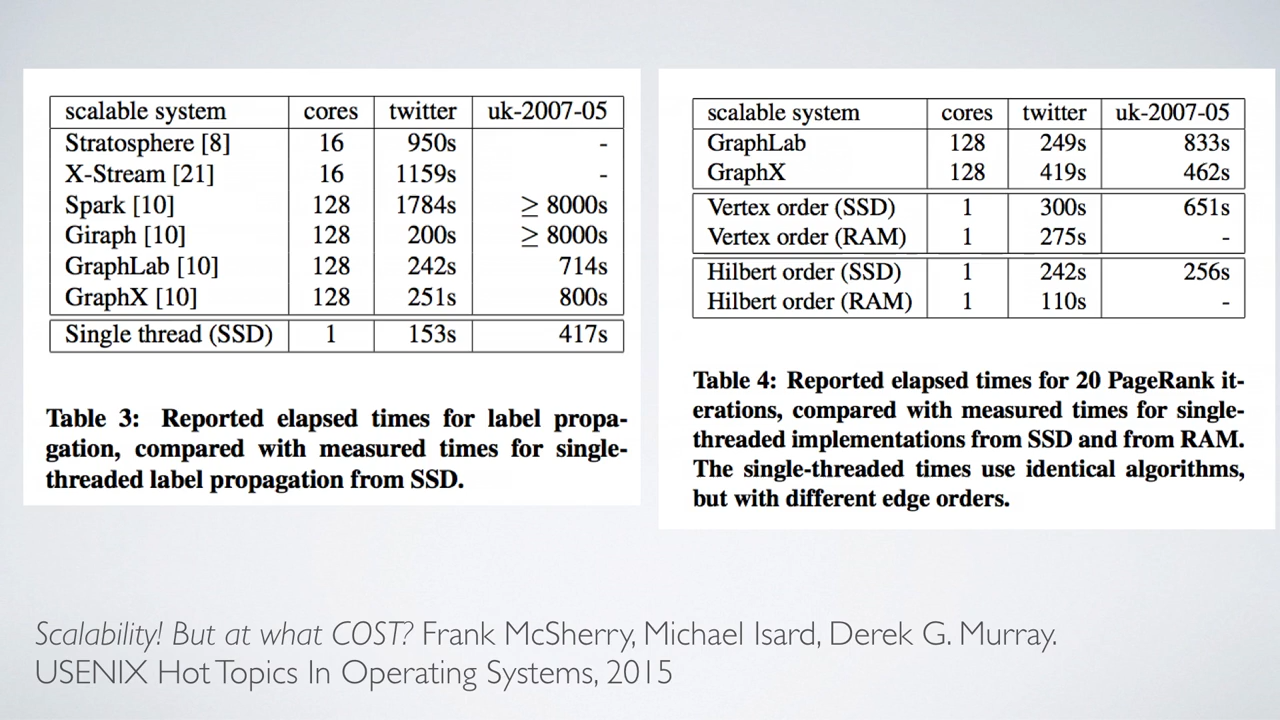 scalable system cores twitter uk-2007-05
Stratosphere [8] 16 950s -
X-Stream [21] 16 1159s -
Spark [10] 128 1784s ≥ 8000s
Giraph [10] 128 200s ≥ 8000s
GraphLab [10] 128 242s 714s
GraphX [10] 128 251s 800s
Single thread (SSD) 1 153s 417s
Table 3: Reported elapsed times for label propa-
gation, compared with measured times for single-
threaded label propagation from SSD.
scalable system cores twitter uk-2007-05
GraphLab 128 249s 833s
GraphX 128 419s 462s
Vertex order (SSD) 1 300s 651s
Vertex order (RAM) 1 275s -
Hilbert order (SSD) 1 242s 256s
Hilbert order (RAM) 1 110s -
Table 4: Reported elapsed times for 20 PageRank it-
erations, compared with measured times for single-
threaded implementations from SSD and from RAM.
The single-threaded times use identical algorithms,
but with different edge orders.
Scalability! But at what COST? Frank McSherry, Michael Isard, Derek G. Murray.
USENIX Hot Topics In Operating Systems, 2015